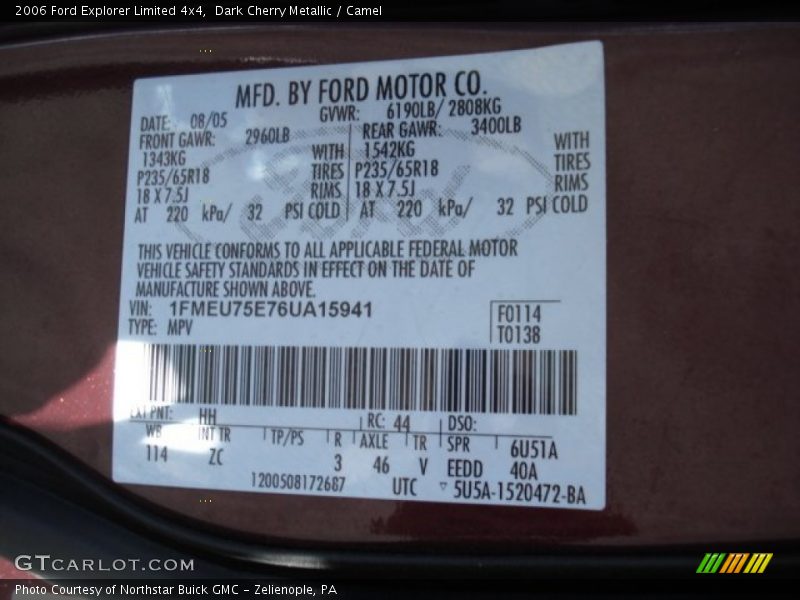 2006 Ford Explorer Limited 4x4, Dark Cherry Metallic / Camel
MFD. BY FORD MOTOR CO.
DATE: 08/05 GVWR: 6190LB/ 2808KG
FRONT GAWR: 2960LB REAR GAWR: 3400LB
1343KG WITH 1542KG WITH
P235/65R18 TIRES P235/65R18 TIRES
18 X 7.5J RIMS 18 X 7.5J RIMS
AT 220 kPa/ 32 PSI COLD AT 220 kPa/ 32 PSI COLD
THIS VEHICLE CONFORMS TO ALL APPLICABLE FEDERAL MOTOR
VEHICLE SAFETY STANDARDS IN EFFECT ON THE DATE OF
MANUFACTURE SHOWN ABOVE.
VIN: 1FMEU75E76UA15941 F0114
TYPE: MPV T0138
EXT PNT: HH RC: 44 DSO:
WB INT TR TP/PS R AXLE TR SPR 6U51A
114 ZC 3 46 V EEDD 40A
1200508172687 UTC ▽ 5U5A-1520472-BA
GTCarlot.com
Photo Courtesy of Northstar Buick GMC - Zelienople, PA